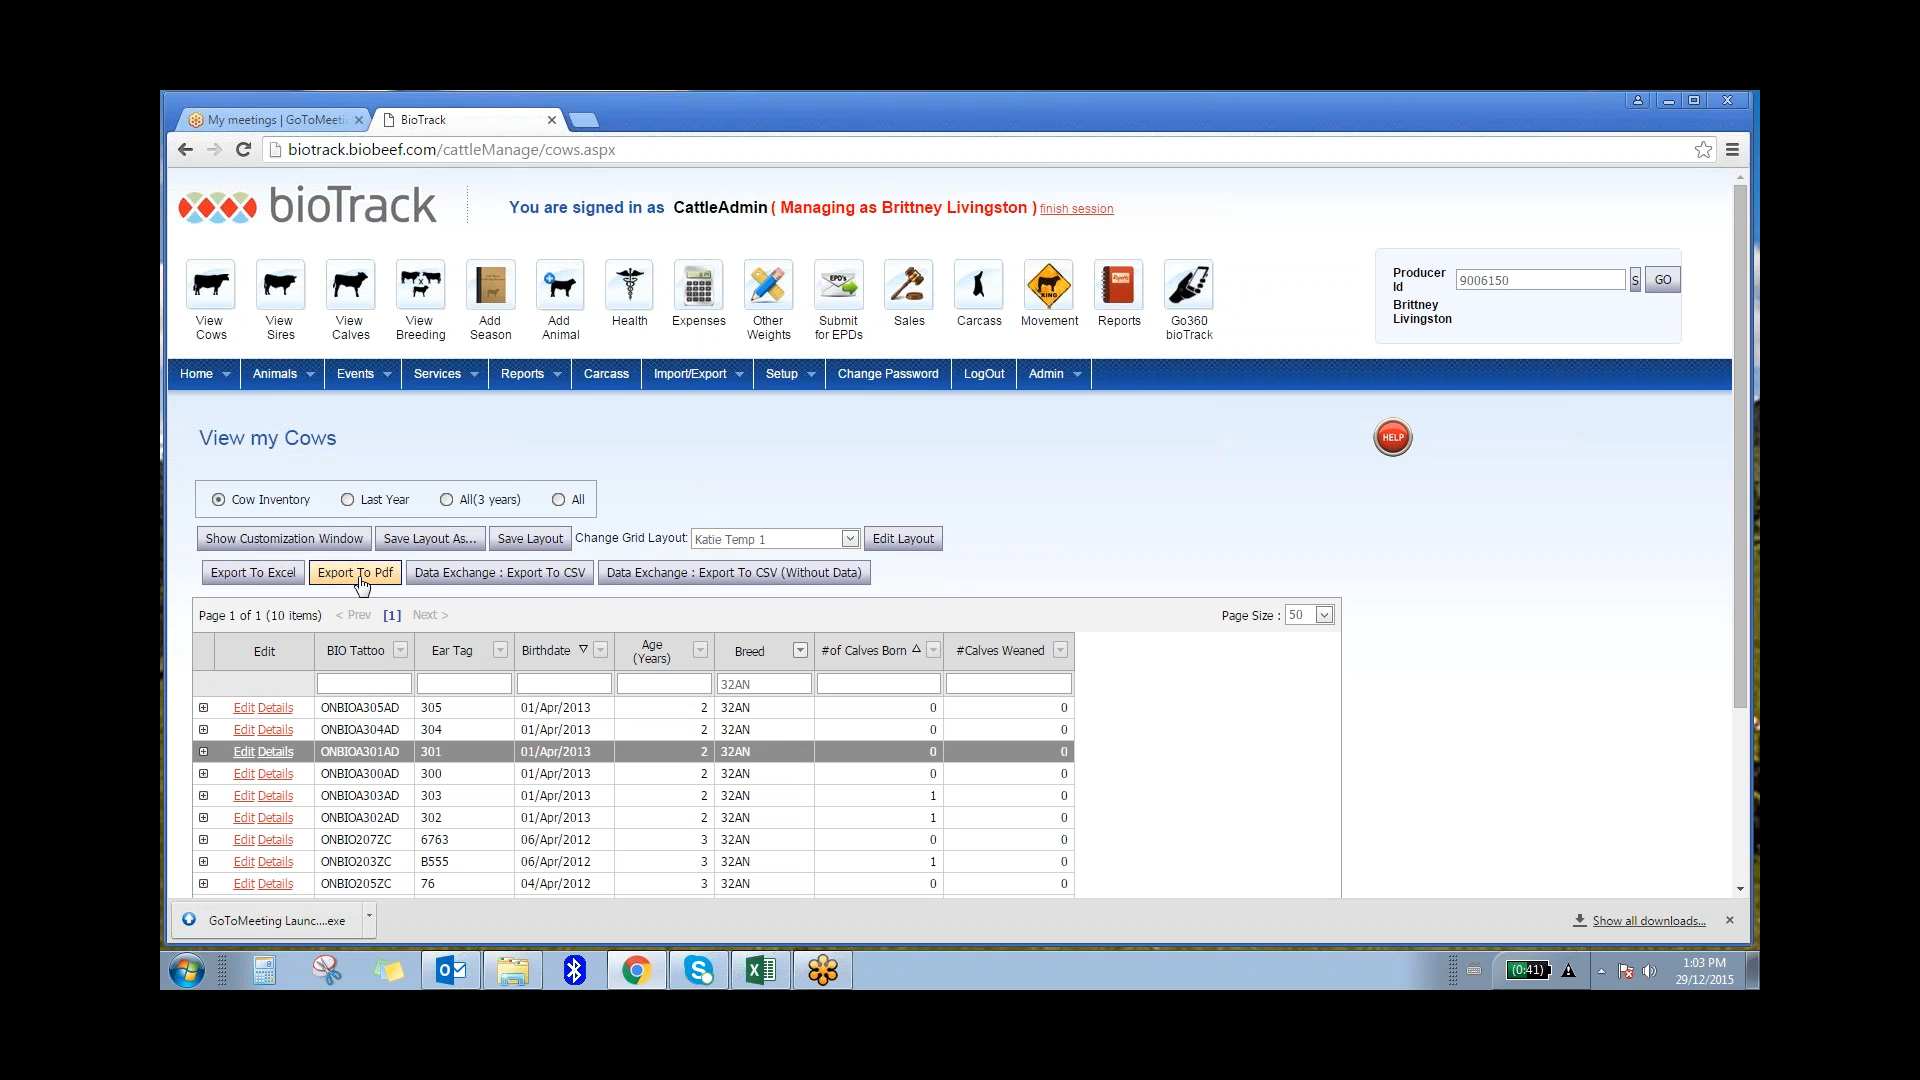 My meetings | GoToMeeti
BioTrack
biotrack.biobeef.com/cattleManage/cows.aspx
bioTrack
You are signed in as CattleAdmin ( Managing as Brittney Livingston ) finish session
View Cows
View Sires
View Calves
View Breeding
Add Season
Add Animal
Health
Expenses
Other Weights
EPD's
Submit for EPDs
Sales
Carcass
XING
Movement
Reports
Reports
Go360 bioTrack
Producer Id 9006150 S GO
Brittney Livingston
Home Animals Events Services Reports Carcass Import/Export Setup Change Password LogOut Admin
View my Cows
HELP
Cow Inventory Last Year All(3 years) All
Show Customization Window Save Layout As... Save Layout Change Grid Layout: Katie Temp 1 Edit Layout
Export To Excel Export To Pdf Data Exchange : Export To CSV Data Exchange : Export To CSV (Without Data)
Page 1 of 1 (10 items) < Prev [1] Next > Page Size : 50
Edit BIO Tattoo Ear Tag Birthdate Age (Years) Breed #of Calves Born #Calves Weaned
32AN
Edit Details ONBIOA305AD 305 01/Apr/2013 2 32AN 0 0
Edit Details ONBIOA304AD 304 01/Apr/2013 2 32AN 0 0
Edit Details ONBIOA301AD 301 01/Apr/2013 2 32AN 0 0
Edit Details ONBIOA300AD 300 01/Apr/2013 2 32AN 0 0
Edit Details ONBIOA303AD 303 01/Apr/2013 2 32AN 1 0
Edit Details ONBIOA302AD 302 01/Apr/2013 2 32AN 1 0
Edit Details ONBIO207ZC 6763 06/Apr/2012 3 32AN 0 0
Edit Details ONBIO203ZC B555 06/Apr/2012 3 32AN 1 0
Edit Details ONBIO205ZC 76 04/Apr/2012 3 32AN 0 0
GoToMeeting Launc....exe Show all downloads...
(0:41) 1:03 PM
29/12/2015